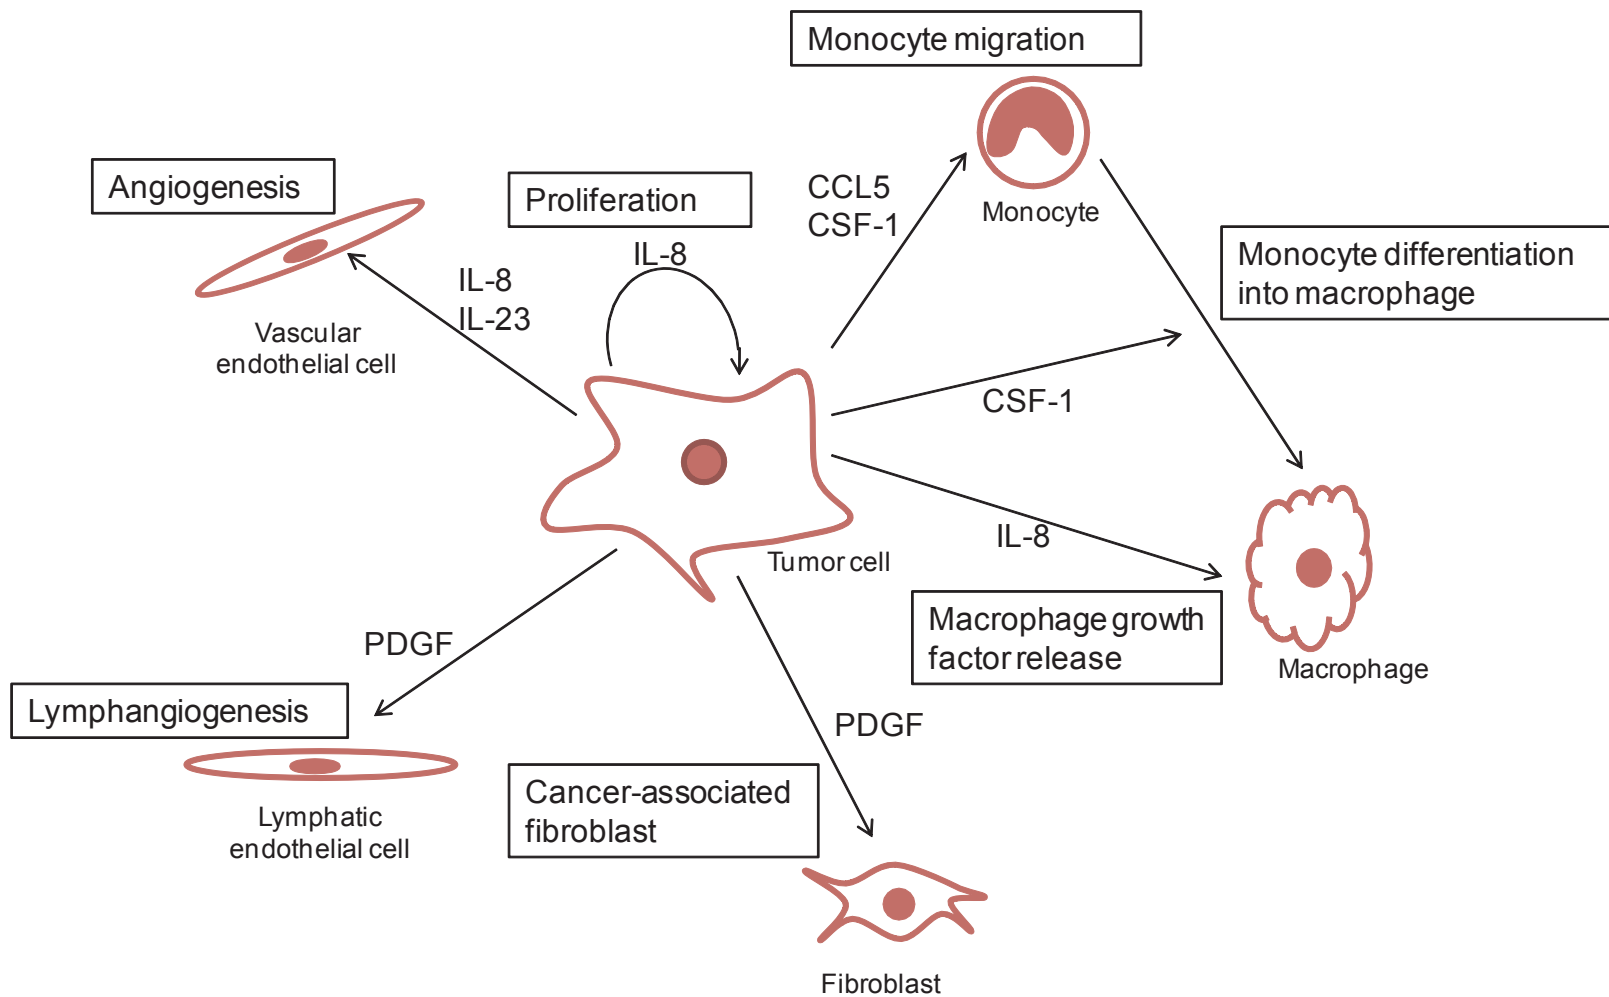 Monocyte migration
Angiogenesis
Proliferation
IL-8
CCL5
CSF-1
Monocyte
IL-8
IL-23
Vascular
endothelial cell
Monocyte differentiation
into macrophage
CSF-1
IL-8
Tumor cell
Macrophage growth
factor release
Macrophage
PDGF
Lymphangiogenesis
Lymphatic
endothelial cell
PDGF
Cancer-associated
fibroblast
Fibroblast